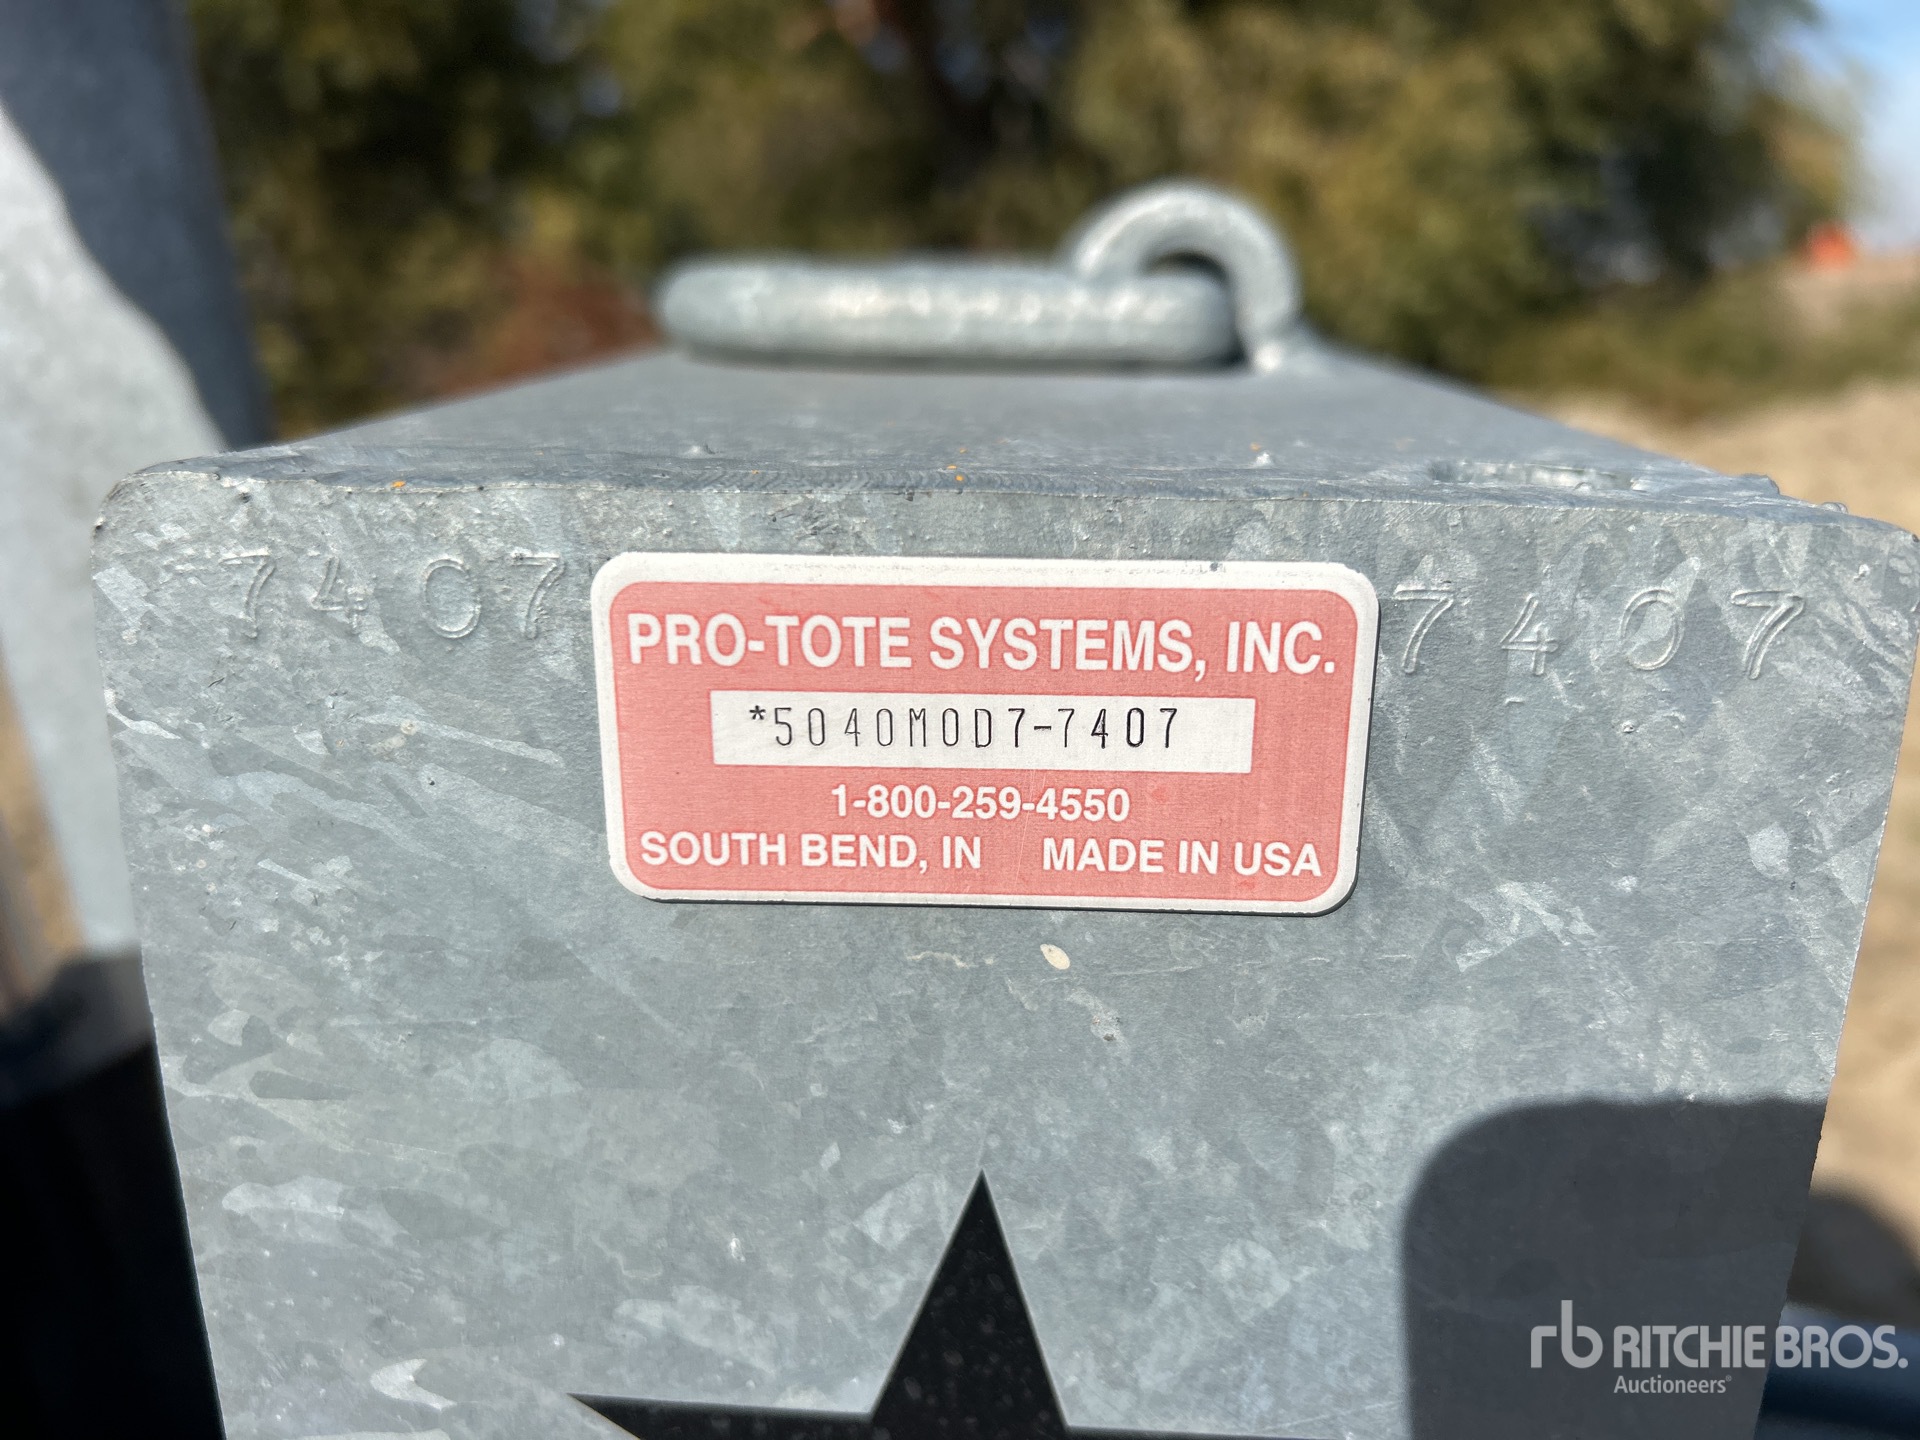 7407
7407
PRO-TOTE SYSTEMS, INC.
*5040MOD7-7407
1-800-259-4550
SOUTH BEND, IN MADE IN USA
rb RITCHIE BROS.
Auctioneers